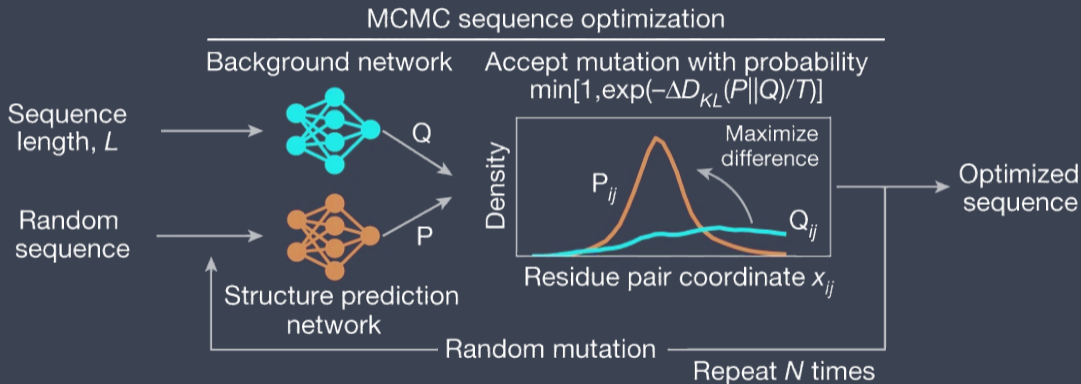 MCMC sequence optimization
Background network
Accept mutation with probability
min[1,exp(–ΔD_KL(P||Q)/T)]
Sequence
length, L
Q
Random
sequence
P
Structure prediction
network
Density
Maximize
difference
P_ij
Q_ij
Residue pair coordinate x_ij
Optimized
sequence
Random mutation
Repeat N times